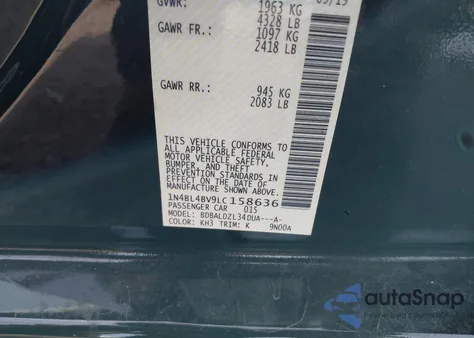 GVWR: 1963 KG
4328 LB
GAWR FR.: 1097 KG
2418 LB
GAWR RR.: 945 KG
2083 LB
THIS VEHICLE CONFORMS TO
ALL APPLICABLE FEDERAL
MOTOR VEHICLE SAFETY,
BUMPER, AND THEFT
PREVENTION STANDARDS IN
EFFECT ON THE DATE OF
MANUFACTURE SHOWN ABOVE.
1N4BL4BV9LC158636
PASSENGER CAR 015
MODEL: BDBALDZL34DUA---A-
COLOR: KH3 TRIM: K 9N00A
autoSnap